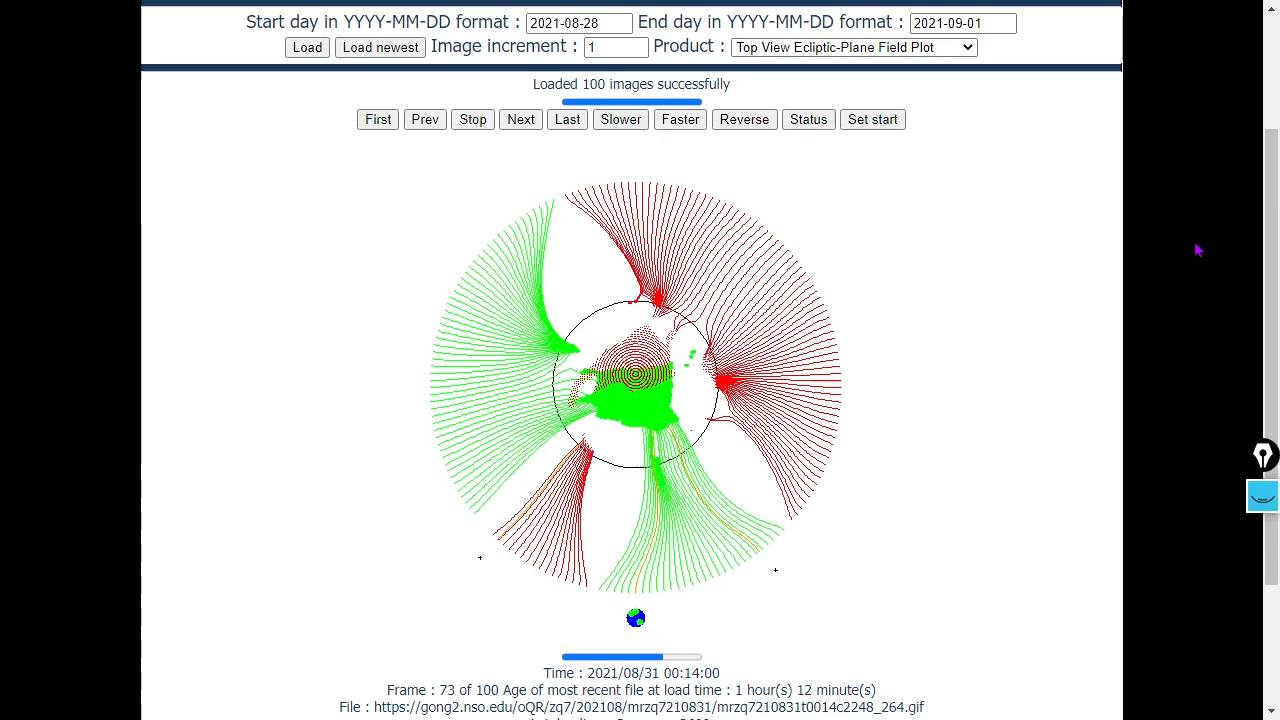 Start day in YYYY-MM-DD format : 2021-08-28 End day in YYYY-MM-DD format : 2021-09-01
Load Load newest Image increment : 1 Product : Top View Ecliptic-Plane Field Plot
Loaded 100 images successfully
First Prev Stop Next Last Slower Faster Reverse Status Set start
Time : 2021/08/31 00:14:00
Frame : 73 of 100 Age of most recent file at load time : 1 hour(s) 12 minute(s)
File : https://gong2.nso.edu/oQR/zq7/202108/mrzq7210831/mrzq7210831t0014c2248_264.gif